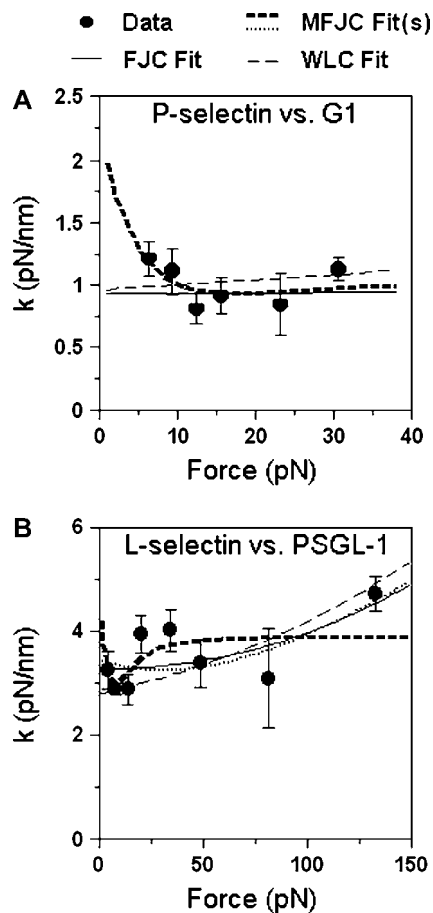 Data MFJC Fit(s)
FJC Fit WLC Fit
A
P-selectin vs. G1
2.5
2
1.5
1
0.5
0
k (pN/nm)
0 10 20 30 40
Force (pN)
B
L-selectin vs. PSGL-1
6
4
2
0
k (pN/nm)
0 50 100 150
Force (pN)